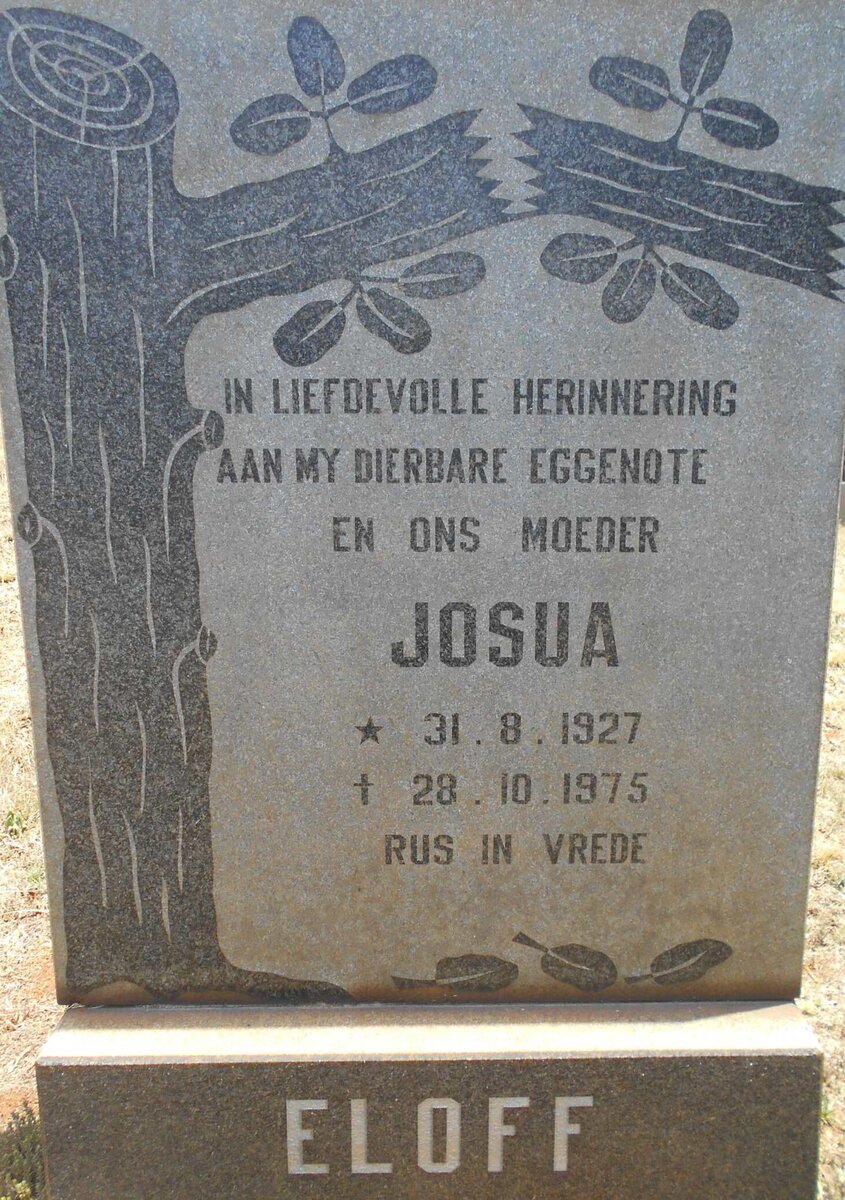 IN LIEFDEVOLLE HERINNERING
AAN MY DIERBARE EGGENOTE
EN ONS MOEDER
JOSUA
★ 31.8.1927
† 28.10.1975
RUS IN VREDE
ELOFF